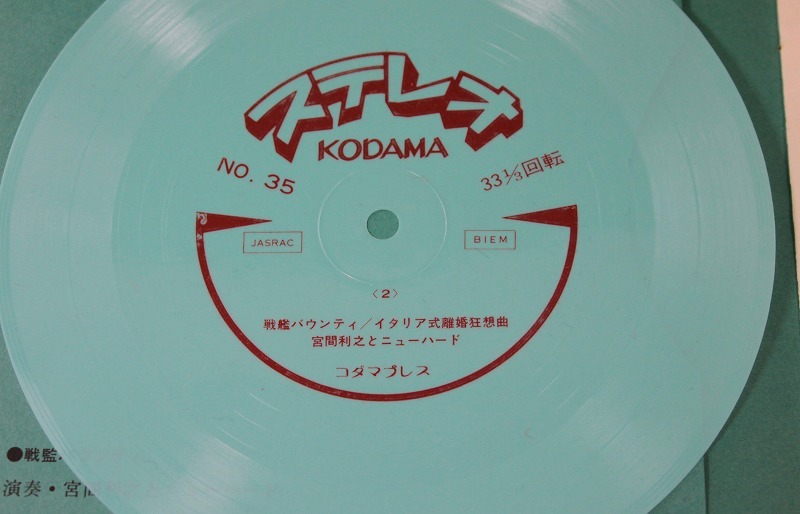 ステレオ
KODAMA
NO. 35
33⅓回転
JASRAC
BIEM
〈2〉
戦艦バウンティ／イタリア式離婚狂想曲
宮間利之とニューハード
コダマプレス
●戦監
演奏・宮間